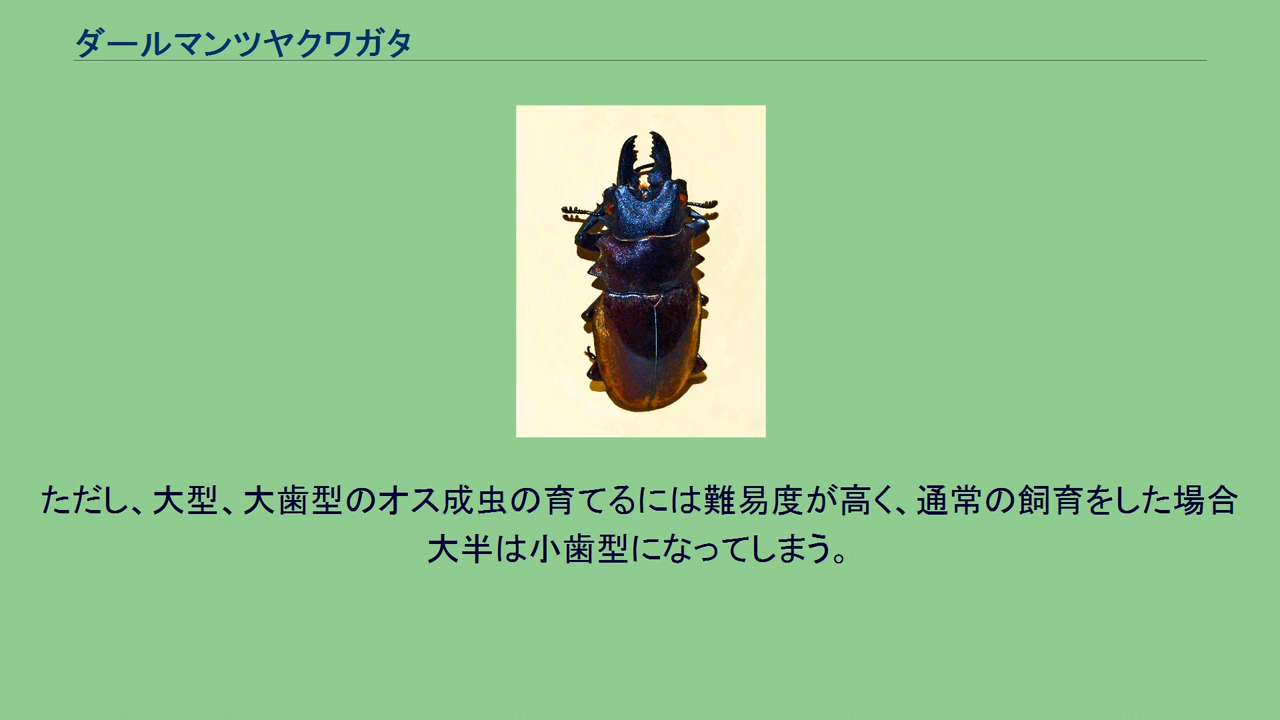 ダールマンツヤクワガタ
ただし、大型、大歯型のオス成虫の育てるには難易度が高く、通常の飼育をした場合
大半は小歯型になってしまう。